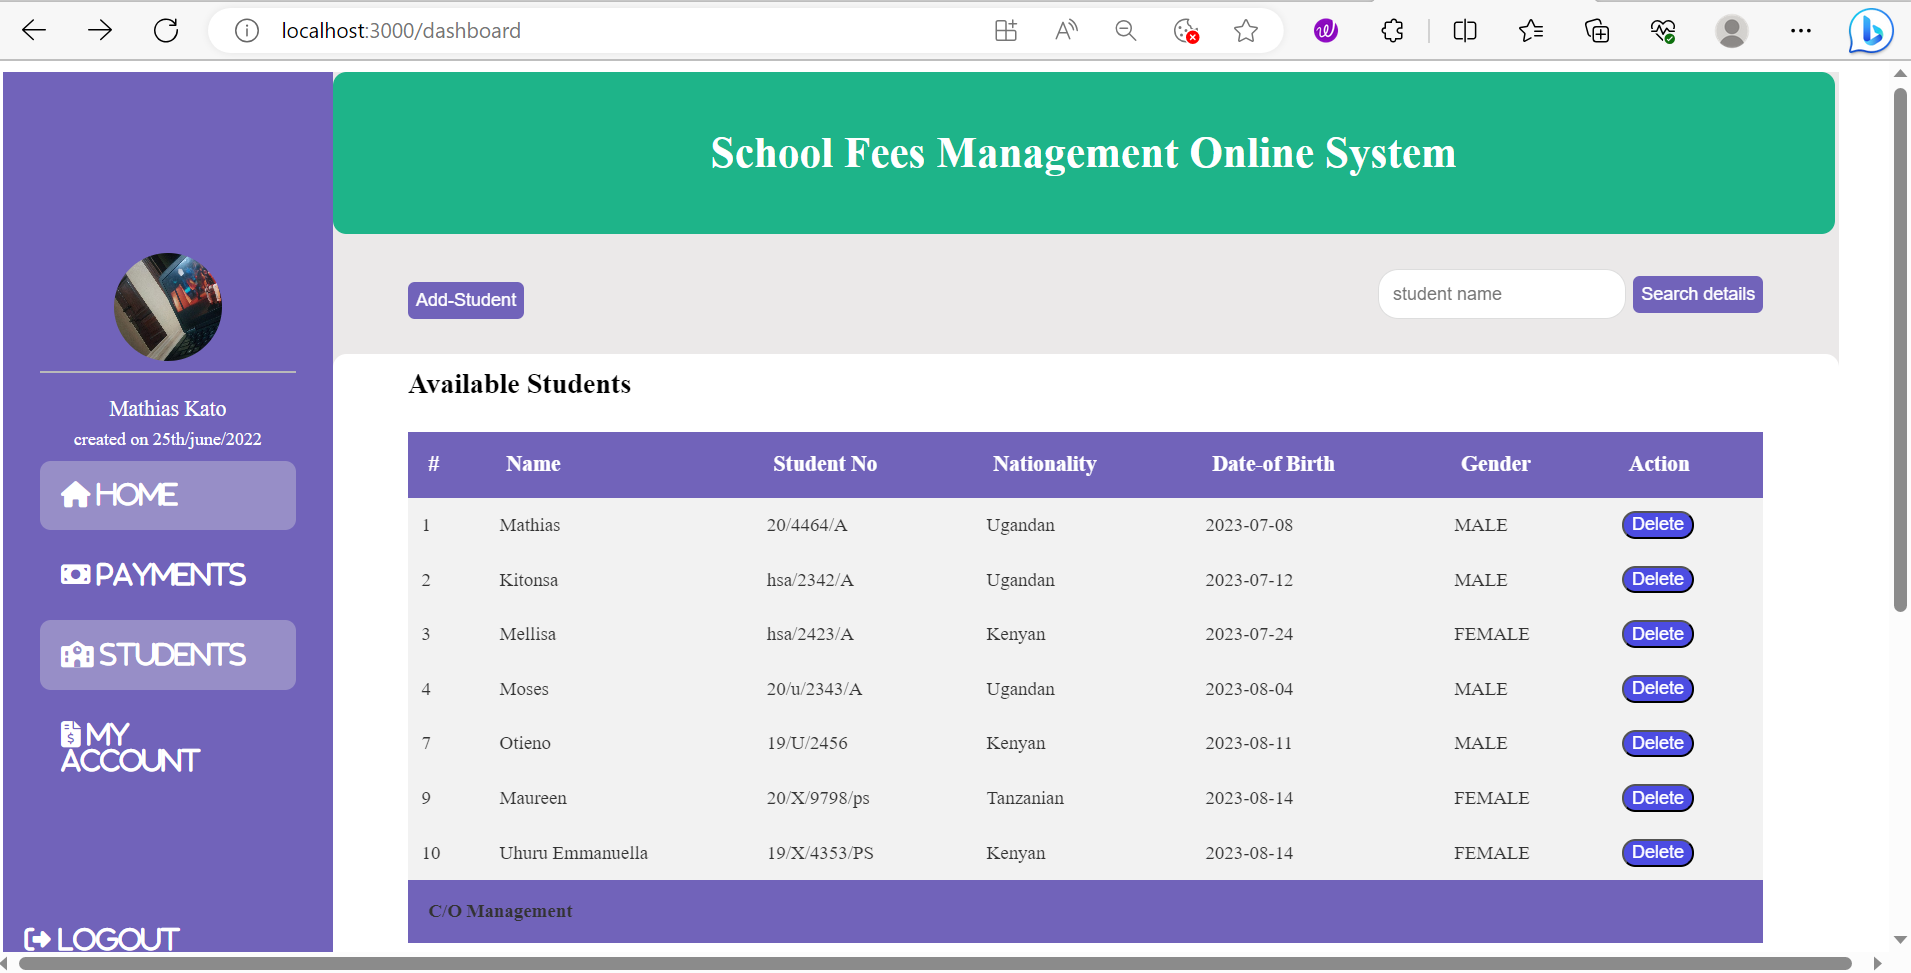 localhost:3000/dashboard
School Fees Management Online System
Add-Student
student name
Search details
Mathias Kato
created on 25th/june/2022
HOME
PAYMENTS
STUDENTS
MY
ACCOUNT
LOGOUT
Available Students
# Name Student No Nationality Date-of Birth Gender Action
1 Mathias 20/4464/A Ugandan 2023-07-08 MALE Delete
2 Kitonsa hsa/2342/A Ugandan 2023-07-12 MALE Delete
3 Mellisa hsa/2423/A Kenyan 2023-07-24 FEMALE Delete
4 Moses 20/u/2343/A Ugandan 2023-08-04 MALE Delete
7 Otieno 19/U/2456 Kenyan 2023-08-11 MALE Delete
9 Maureen 20/X/9798/ps Tanzanian 2023-08-14 FEMALE Delete
10 Uhuru Emmanuella 19/X/4353/PS Kenyan 2023-08-14 FEMALE Delete
C/O Management